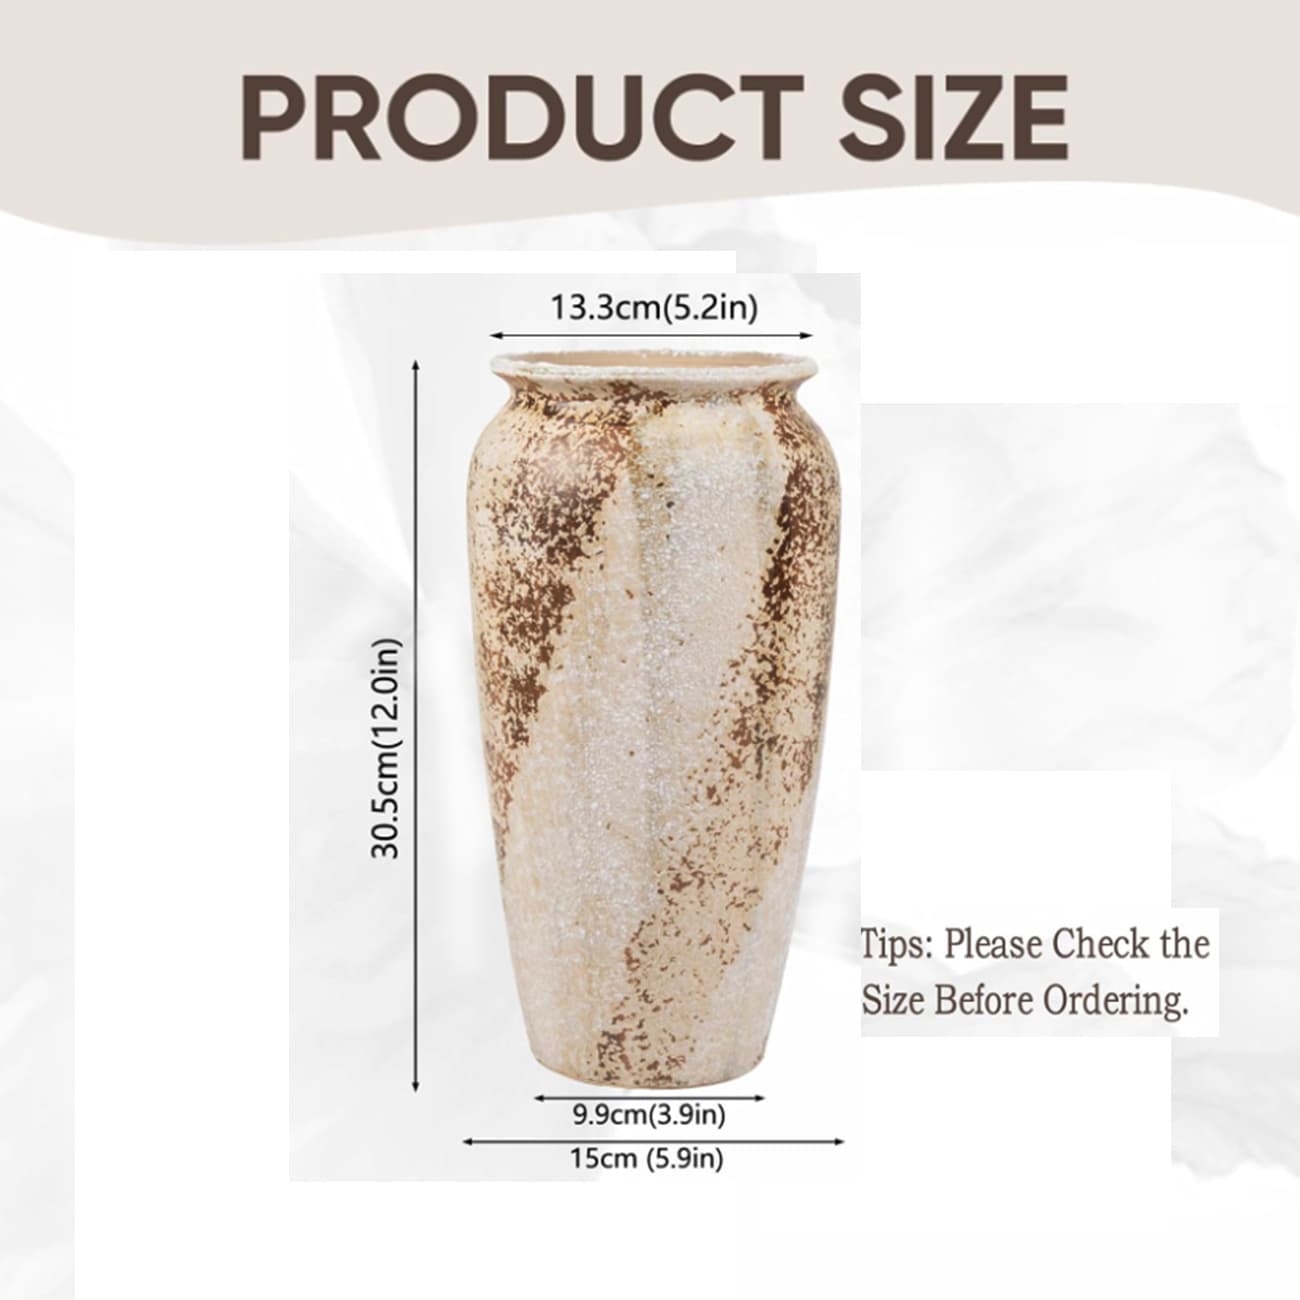 PRODUCT SIZE
13.3cm(5.2in)
30.5cm(12.0in)
Tips: Please Check the
Size Before Ordering.
9.9cm(3.9in)
15cm (5.9in)